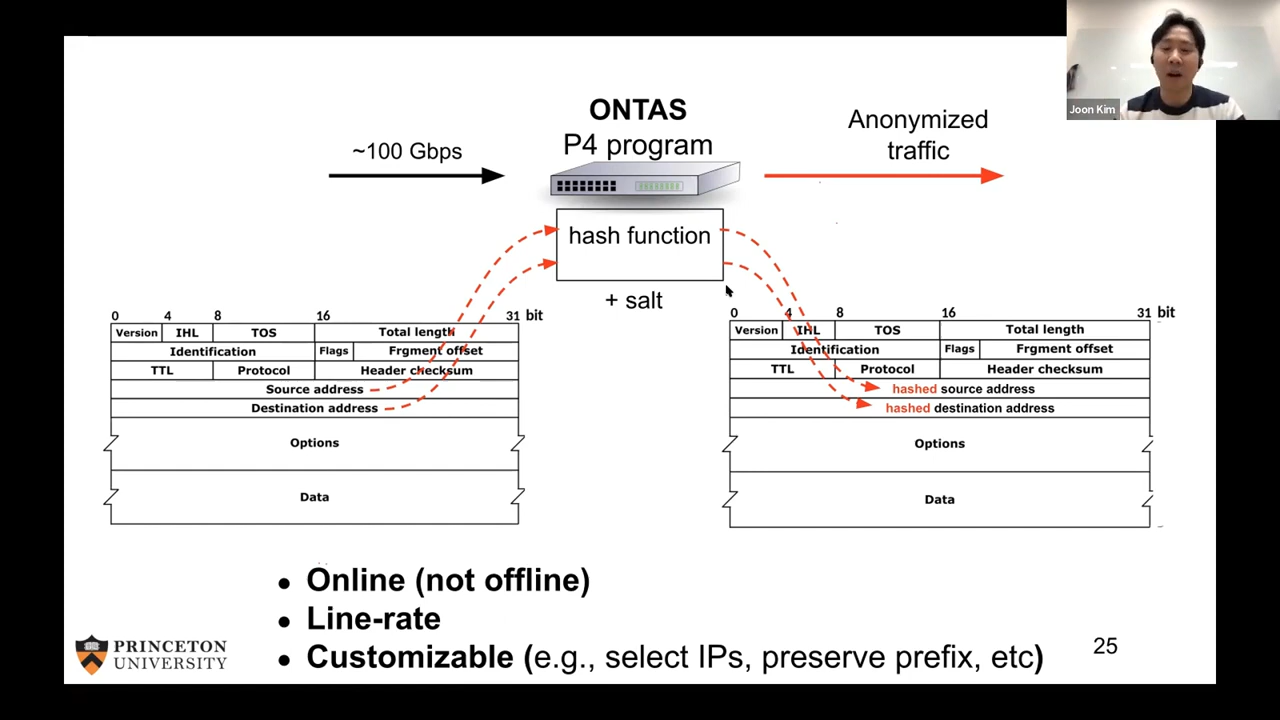 Joon Kim
ONTAS
P4 program
~100 Gbps
Anonymized
traffic
hash function
+ salt
0 4 8 16 31 bit
Version IHL TOS Total length
Identification Flags Frgment offset
TTL Protocol Header checksum
Source address
Destination address
Options
Data
0 4 8 16 31 bit
Version IHL TOS Total length
Identification Flags Frgment offset
TTL Protocol Header checksum
hashed source address
hashed destination address
Options
Data
• Online (not offline)
• Line-rate
• Customizable (e.g., select IPs, preserve prefix, etc)
PRINCETON
UNIVERSITY
25